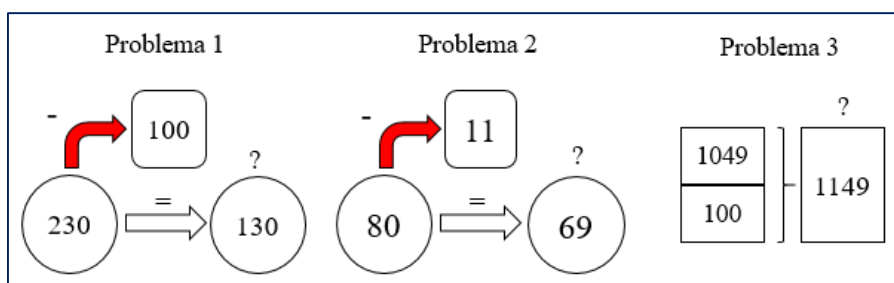 Problema 1
Problema 2
Problema 3
- 100 ?
230 = 130
- 11 ?
80 = 69
?
1049
100
1149